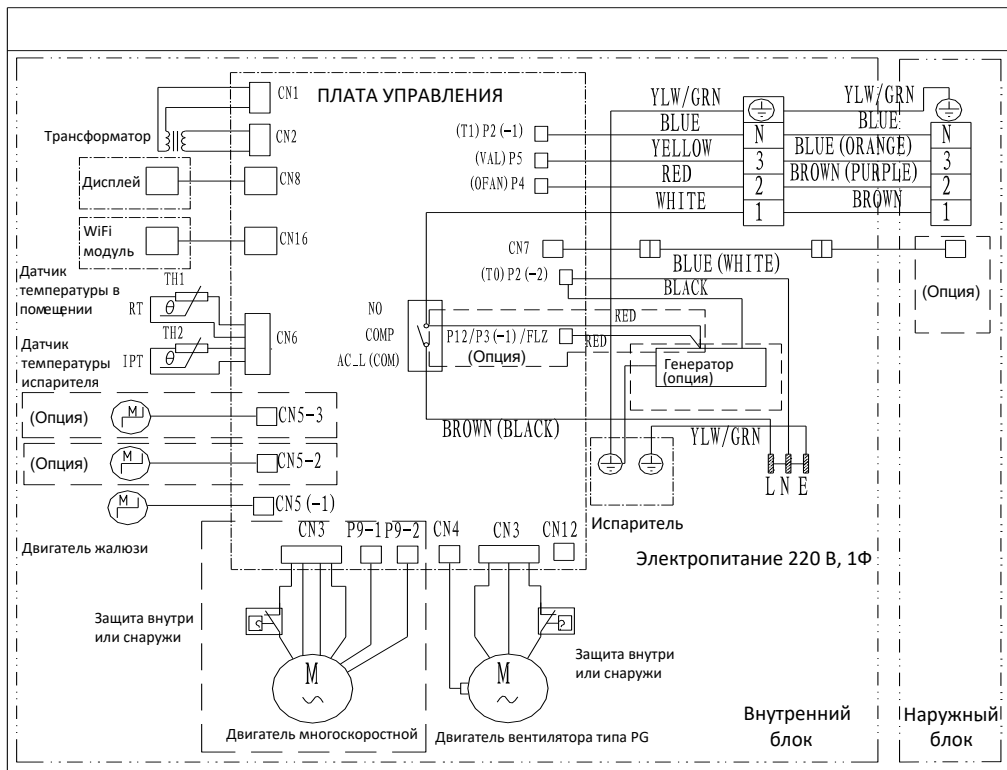 CN1
ПЛАТА УПРАВЛЕНИЯ
YLW/GRN
YLW/GRN
Трансформатор
CN2
(T1) P2 (-1)
BLUE
N
BLUE
N
Дисплей
CN8
(VAL) P5
YELLOW
3
BLUE (ORANGE)
3
(OFAN) P4
RED
2
BROWN (PURPLE)
2
WHITE
1
BROWN
1
WiFi
модуль
CN16
CN7
BLUE (WHITE)
(Опция)
(T0) P2 (-2)
BLACK
Датчик
температуры в
помещении
TH1
RT
θ
CN6
Датчик
температуры
испарителя
TH2
IPT
θ
NO
COMP
AC_L (COM)
RED
P12/P3 (-1) /FLZ
RED
(Опция)
Генератор
(опция)
(Опция)
M
CN5-3
(Опция)
M
CN5-2
BROWN (BLACK)
YLW/GRN
L N E
M
CN5 (-1)
Двигатель жалюзи
Испаритель
Электропитание 220 В, 1Ф
CN3
P9-1
P9-2
CN4
CN3
CN12
Защита внутри
или снаружи
M
M
Защита внутри
или снаружи
Двигатель многоскоростной
Двигатель вентилятора типа PG
Внутренний
блок
Наружный
блок